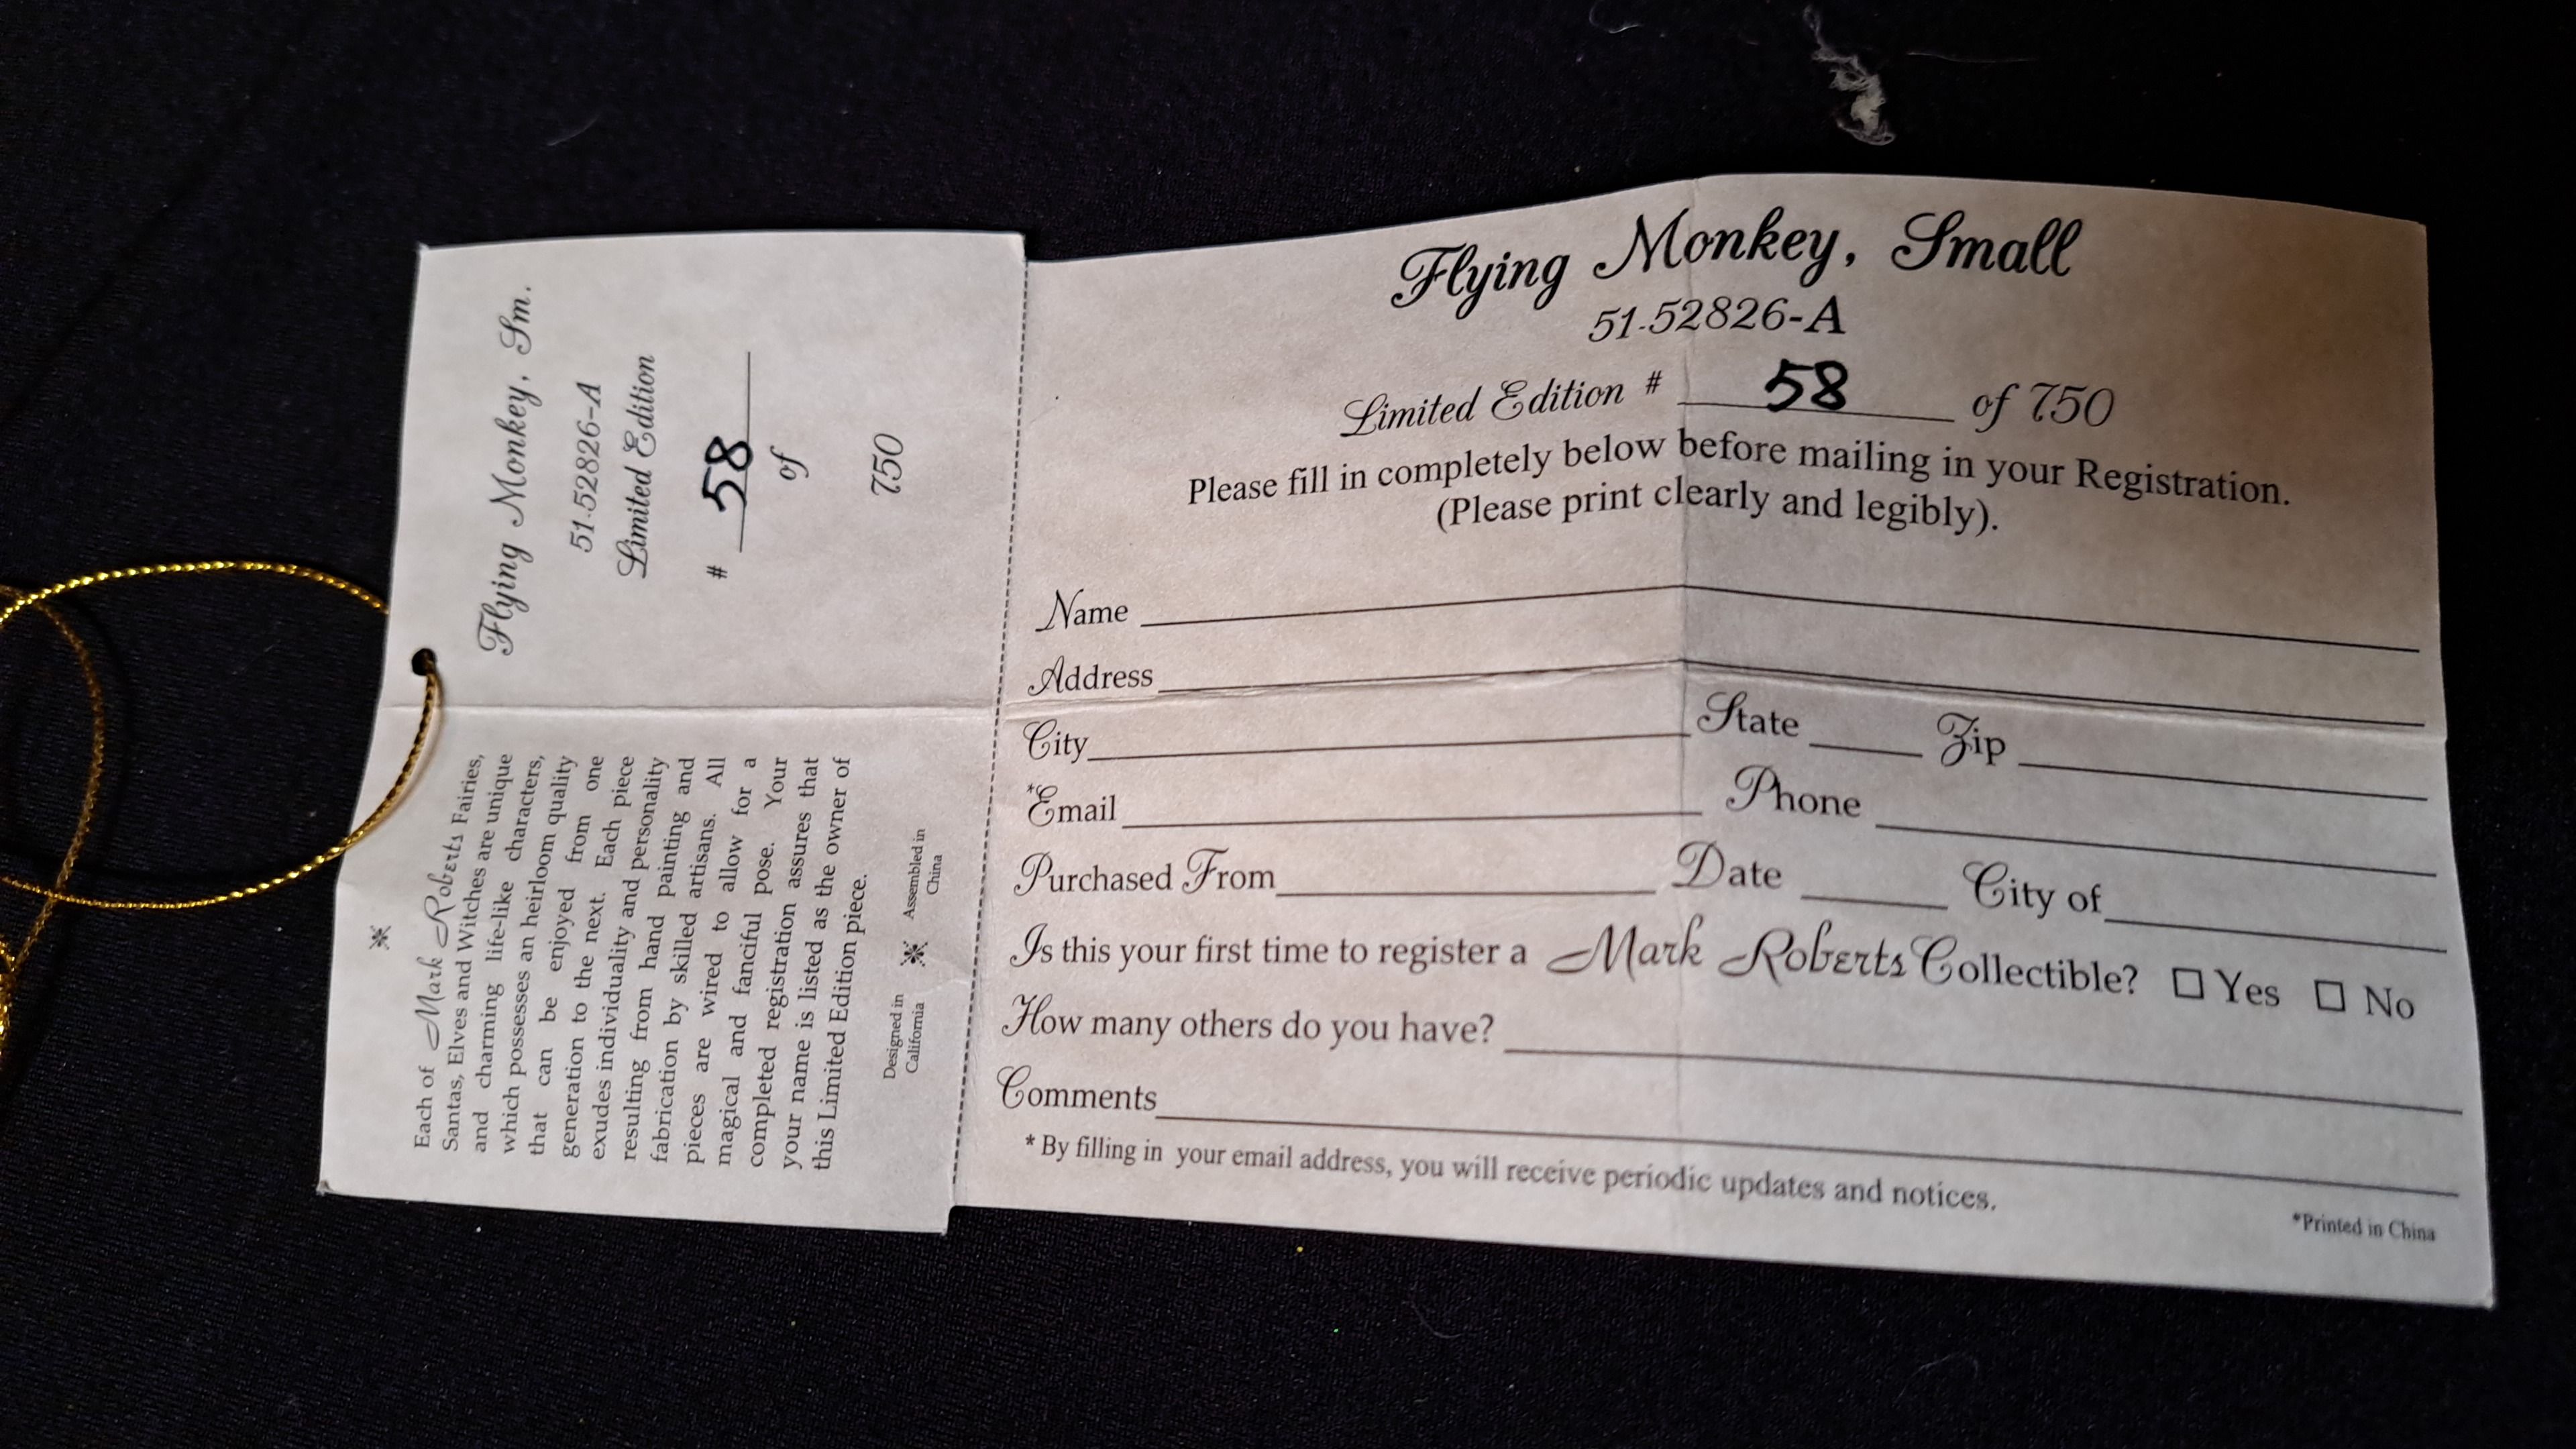 Flying Monkey, Sm.
51-52826-A
Limited Edition
# 58
of
750
Each of Mark Roberts Fairies,
Santas, Elves and Witches are unique
and charming life-like characters,
which possesses an heirloom quality
that can be enjoyed from one
generation to the next. Each piece
exudes individuality and personality
resulting from hand painting and
fabrication by skilled artisans. All
pieces are wired to allow for a
magical and fanciful pose. Your
completed registration assures that
your name is listed as the owner of
this Limited Edition piece.
Designed in California
Assembled in China
Flying Monkey, Small
51-52826-A
Limited Edition # 58 of 750
Please fill in completely below before mailing in your Registration.
(Please print clearly and legibly).
Name
Address
City State Zip
*Email Phone
Purchased From Date City of
Is this your first time to register a Mark Roberts Collectible? Yes No
How many others do you have?
Comments
* By filling in your email address, you will receive periodic updates and notices.
*Printed in China